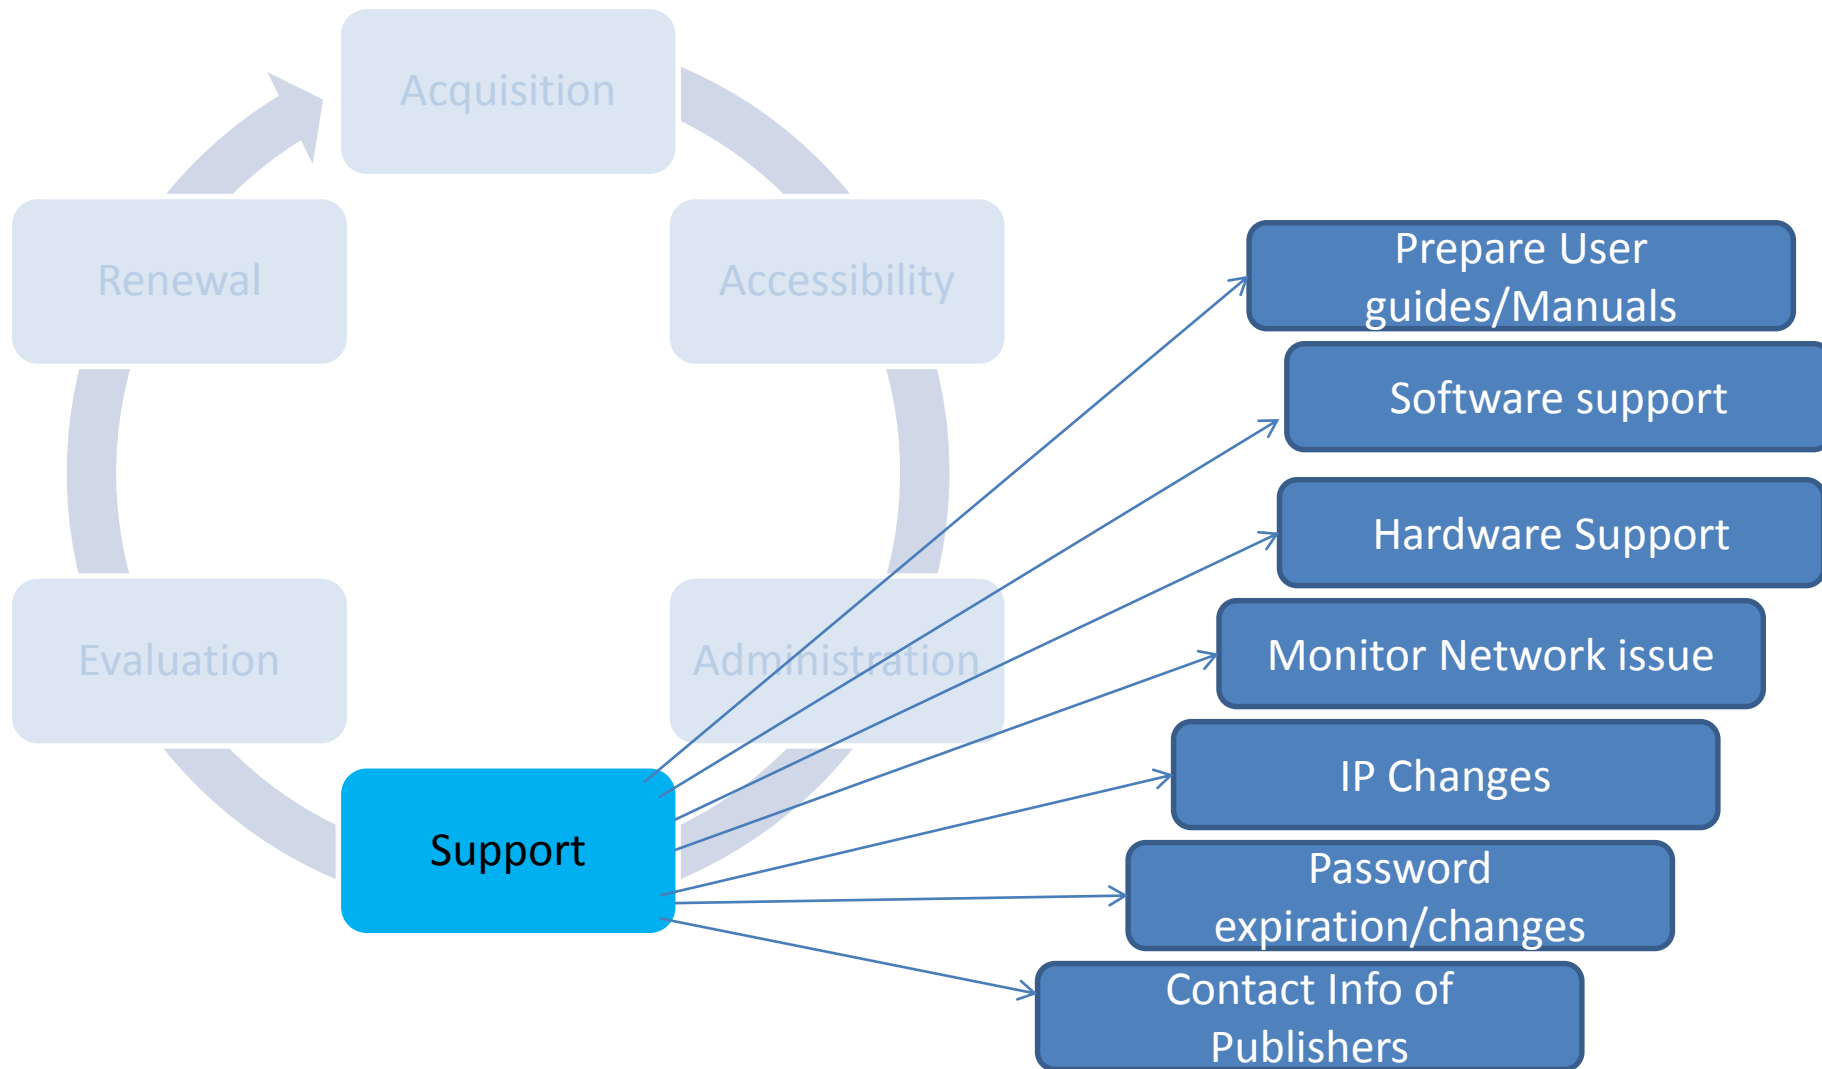 Acquisition
Renewal
Accessibility
Evaluation
Administration
Support
Prepare User
guides/Manuals
Software support
Hardware Support
Monitor Network issue
IP Changes
Password
expiration/changes
Contact Info of
Publishers